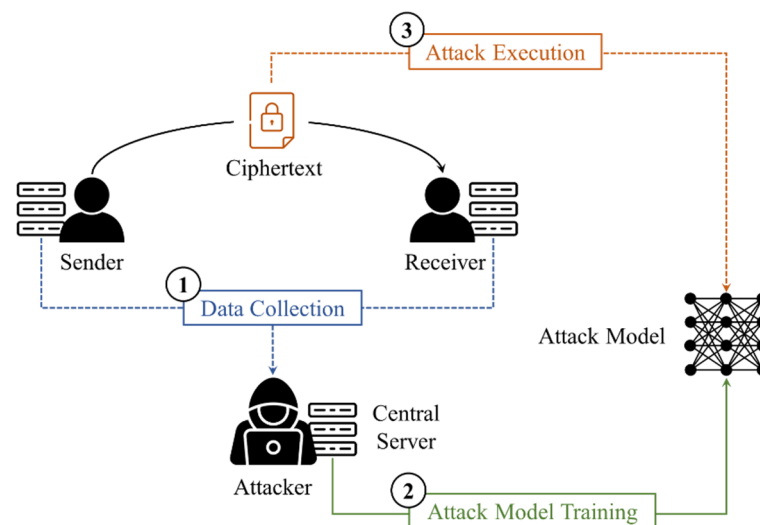 3
Attack Execution
Ciphertext
Sender
Receiver
1
Data Collection
Attack Model
Central
Server
Attacker
2
Attack Model Training